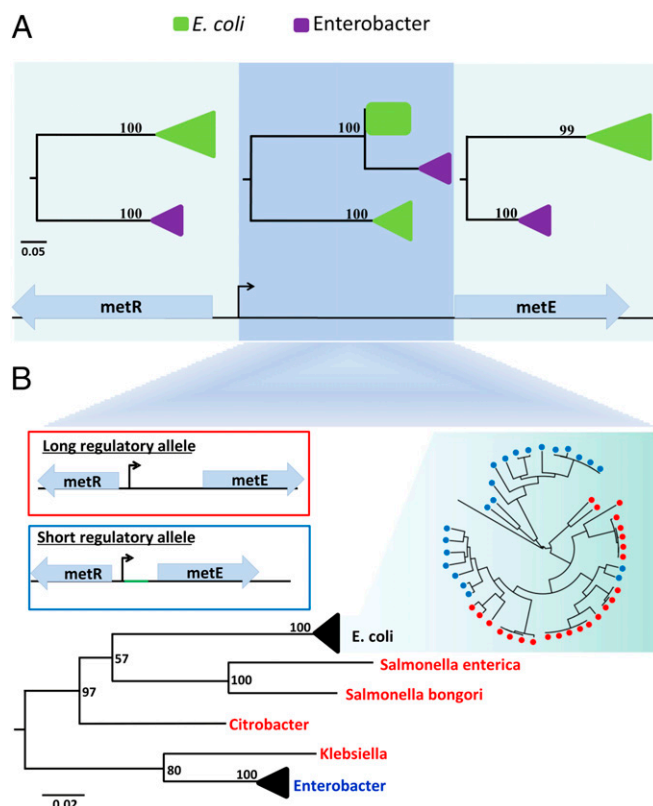 A
E. coli
Enterobacter
100
100
99
100
100
100
0.05
metR
metE
B
Long regulatory allele
metR
metE
Short regulatory allele
metR
metE
100
E. coli
57
Salmonella enterica
100
97
Salmonella bongori
Citrobacter
Klebsiella
80
100
Enterobacter
0.02